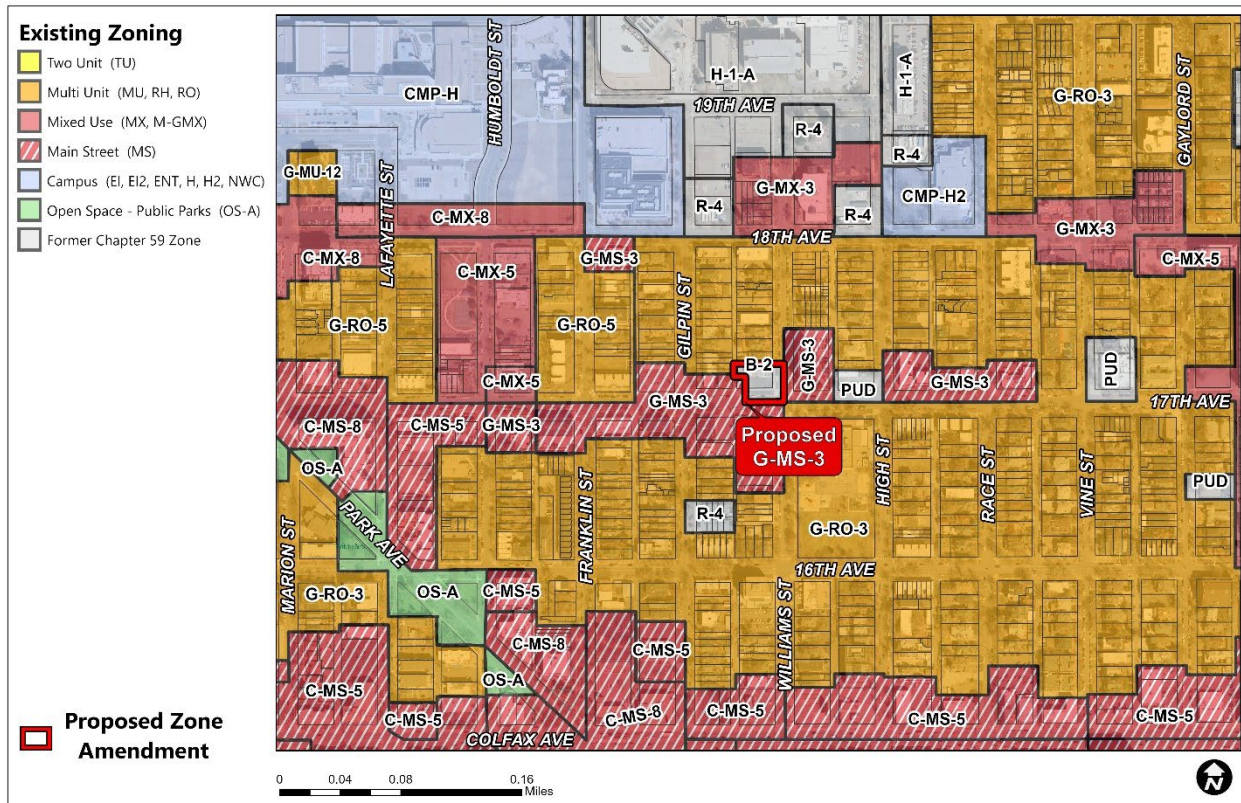 Existing Zoning
Two Unit (TU)
Multi Unit (MU, RH, RO)
Mixed Use (MX, M-GMX)
Main Street (MS)
Campus (EI, EI2, ENT, H, H2, NWC)
Open Space - Public Parks (OS-A)
Former Chapter 59 Zone
Proposed Zone
Amendment
HUMBOLDT ST
CMP-H
H-1-A
H-1-A
19TH AVE
G-RO-3
GAYLORD ST
R-4
R-4
G-MU-12
LAFAYETTE ST
R-4
G-MX-3
R-4
CMP-H2
C-MX-8
18TH AVE
G-MX-3
C-MX-8
C-MX-5
G-MS-3
C-MX-5
G-RO-5
G-RO-5
GILPIN ST
B-2
G-MS-3
PUD
C-MX-5
PUD
G-MS-3
17TH AVE
C-MS-8
C-MS-5
G-MS-3
G-MS-3
Proposed
G-MS-3
OS-A
FRANKLIN ST
HIGH ST
RACE ST
VINE ST
PUD
MARION ST
PARK AVE
R-4
G-RO-3
16TH AVE
G-RO-3
OS-A
C-MS-5
WILLIAMS ST
C-MS-8
C-MS-5
OS-A
C-MS-5
C-MS-5
C-MS-8
C-MS-5
C-MS-5
C-MS-5
COLFAX AVE
0 0.04 0.08 0.16
Miles
N